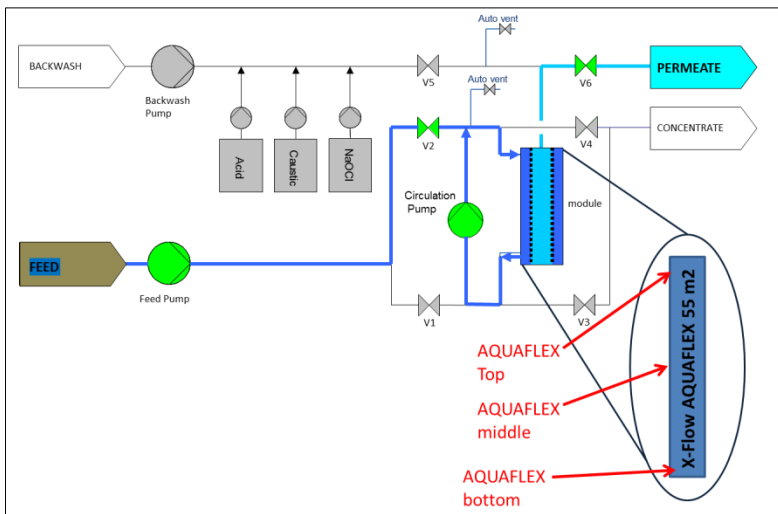 Auto vent
BACKWASH
V5
V6
PERMEATE
Backwash
Pump
Auto vent
V2
V4
CONCENTRATE
Acid
Caustic
NaOCl
Circulation
Pump
module
FEED
Feed Pump
V1
V3
AQUAFLEX
Top
AQUAFLEX
middle
AQUAFLEX
bottom
X-Flow AQUAFLEX 55 m2